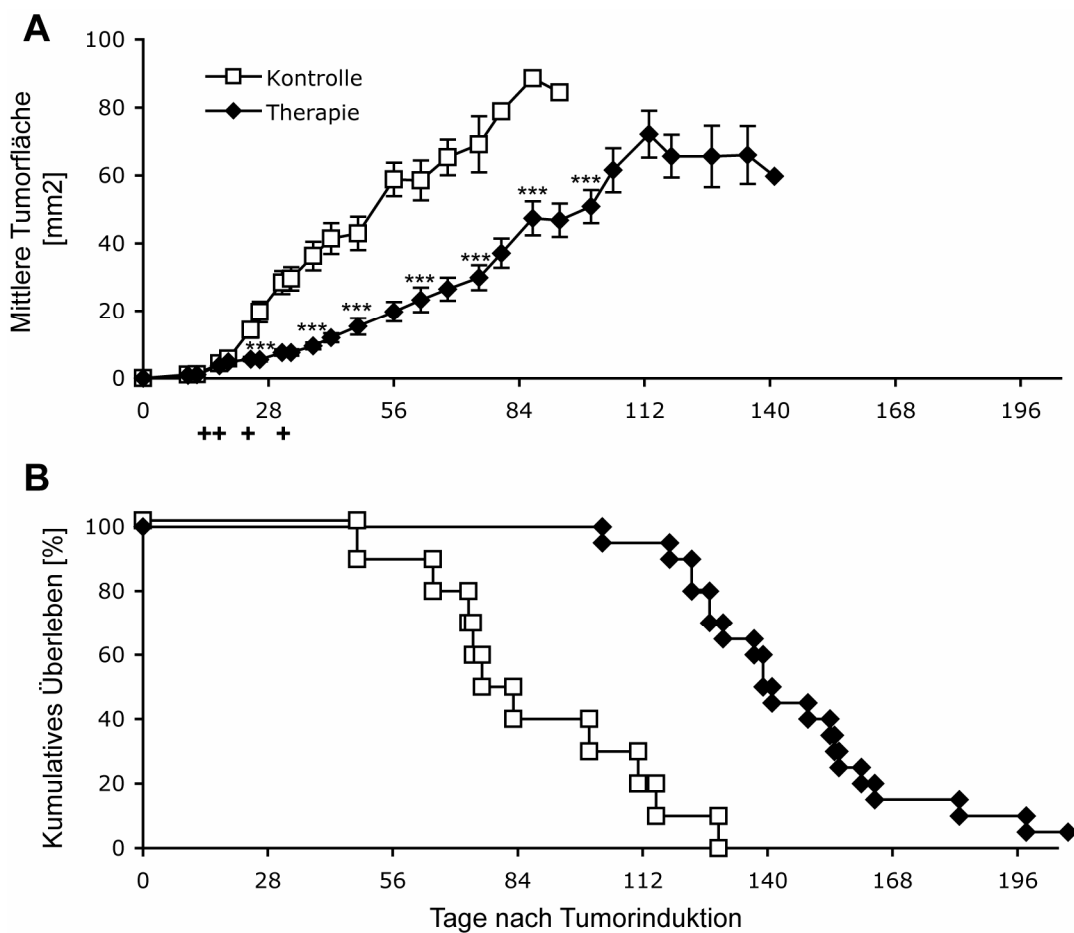 A
100
80
60
40
20
0
Mittlere Tumorfläche
[mm2]
Kontrolle
Therapie
***
***
***
***
***
***
***
0 28 56 84 112 140 168 196
++ + +
B
100
80
60
40
20
0
Kumulatives Überleben [%]
0 28 56 84 112 140 168 196
Tage nach Tumorinduktion